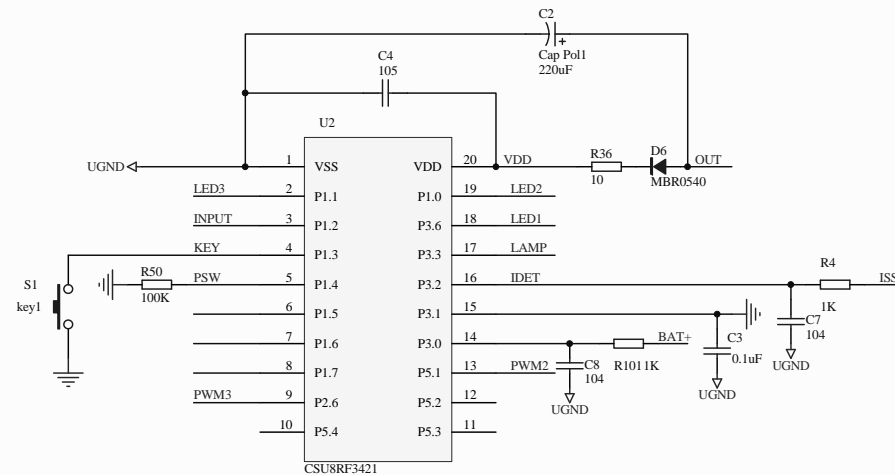 C2
Cap Pol1
220uF
C4
105
U2
UGND
1 VSS VDD 20 VDD
R36
10
D6
MBR0540
OUT
LED3 2 P1.1 P1.0 19 LED2
INPUT 3 P1.2 P3.6 18 LED1
KEY 4 P1.3 P3.3 17 LAMP
S1
key1
R50
100K
PSW 5 P1.4 P3.2 16 IDET
R4
1K
ISS
6 P1.5 P3.1 15
C7
104
UGND
C3
0.1uF
UGND
7 P1.6 P3.0 14
R101 1K
BAT+
C8
104
UGND
8 P1.7 P5.1 13 PWM2
PWM3 9 P2.6 P5.2 12
10 P5.4 P5.3 11
CSU8RF3421